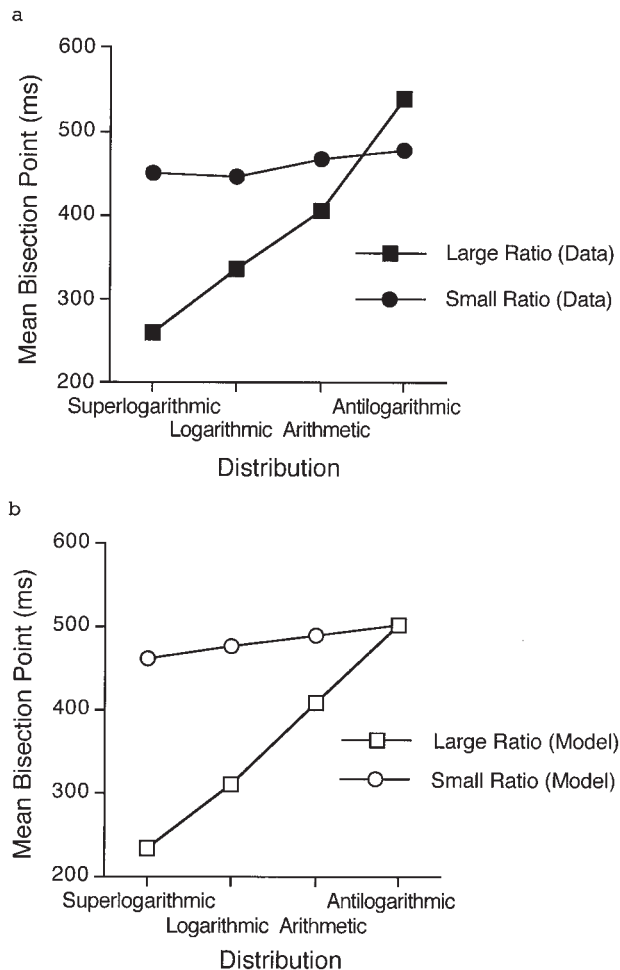 a
600
500
400
300
200
Mean Bisection Point (ms)
Large Ratio (Data)
Small Ratio (Data)
Superlogarithmic Antilogarithmic
Logarithmic Arithmetic
Distribution
b
600
500
400
300
200
Mean Bisection Point (ms)
Large Ratio (Model)
Small Ratio (Model)
Superlogarithmic Antilogarithmic
Logarithmic Arithmetic
Distribution